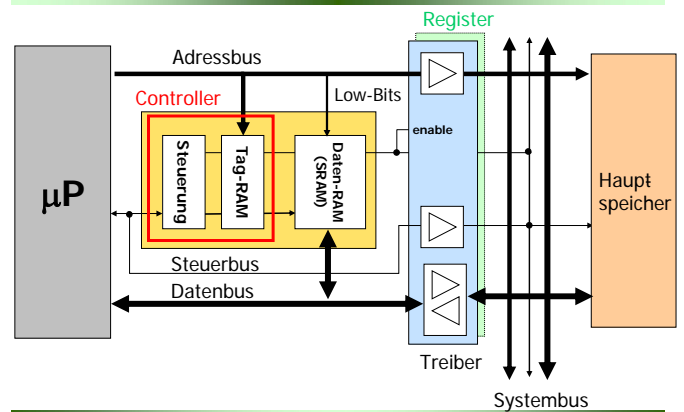 Register
Adressbus
Controller
Low-Bits
enable
Steuerung
Tag-RAM
Daten-RAM
(SRAM)
μP
Haupt
speicher
Steuerbus
Datenbus
Treiber
Systembus